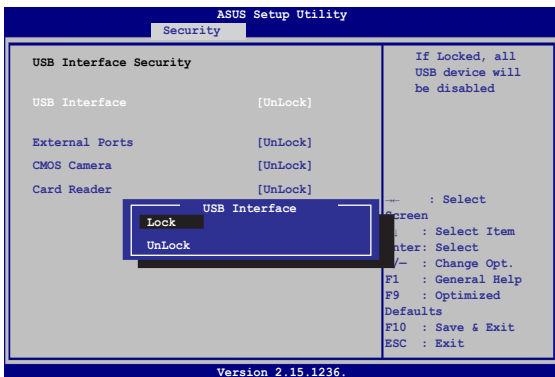 ASUS Setup Utility
Security
USB Interface Security
USB Interface [UnLock]
External Ports [UnLock]
CMOS Camera [UnLock]
Card Reader [UnLock]
USB Interface
Lock
UnLock
If Locked, all
USB device will
be disabled
→← : Select
Screen
: Select Item
nter: Select
/— : Change Opt.
F1 : General Help
F9 : Optimized
Defaults
F10 : Save & Exit
ESC : Exit
Version 2.15.1236.